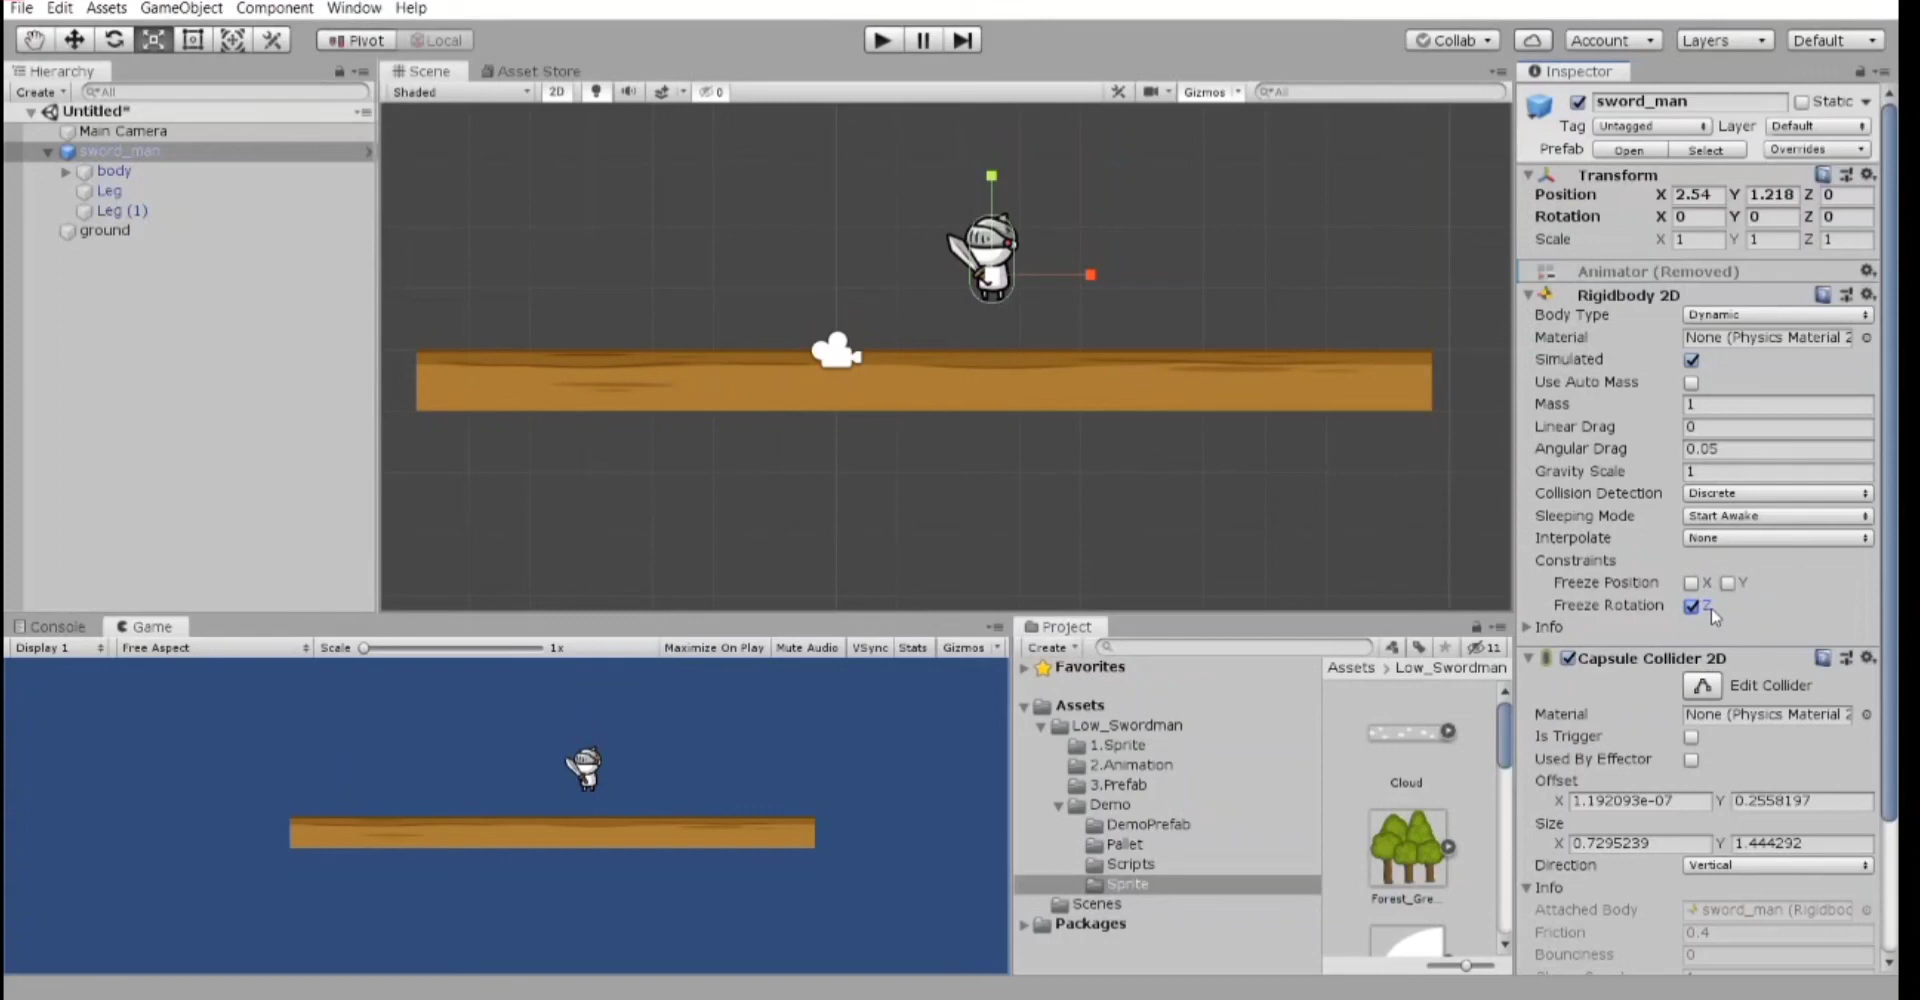 File Edit Assets GameObject Component Window Help
Pivot Local
Collab Account Layers Default
Hierarchy
Create All
Untitled*
Main Camera
sword_man
body
Leg
Leg (1)
ground
Scene Asset Store
Shaded 2D 0 Gizmos All
Inspector
sword_man Static
Tag Untagged Layer Default
Prefab Open Select Overrides
Transform
Position X 2.54 Y 1.218 Z 0
Rotation X 0 Y 0 Z 0
Scale X 1 Y 1 Z 1
Animator (Removed)
Rigidbody 2D
Body Type Dynamic
Material None (Physics Material 2
Simulated
Use Auto Mass
Mass 1
Linear Drag 0
Angular Drag 0.05
Gravity Scale 1
Collision Detection Discrete
Sleeping Mode Start Awake
Interpolate None
Constraints
Freeze Position X Y
Freeze Rotation Z
Info
Capsule Collider 2D
Edit Collider
Material None (Physics Material 2
Is Trigger
Used By Effector
Offset
X 1.192093e-07 Y 0.2558197
Size
X 0.7295239 Y 1.444292
Direction Vertical
Info
Attached Body sword_man (Rigidbod
Friction 0.4
Bounciness 0
Console Game
Display 1 Free Aspect Scale 1x Maximize On Play Mute Audio VSync Stats Gizmos
Project
Create 11
Favorites
Assets
Low_Swordman
1.Sprite
2.Animation
3.Prefab
Demo
DemoPrefab
Pallet
Scripts
Sprite
Scenes
Packages
Assets > Low_Swordman
Cloud
Forest_Gre...